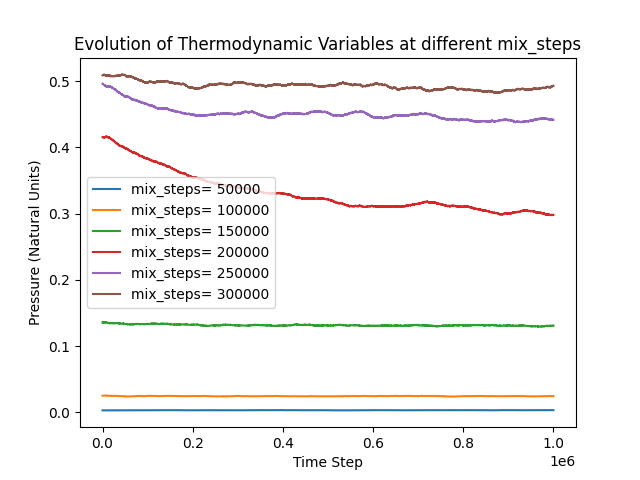 Evolution of Thermodynamic Variables at different mix_steps
Pressure (Natural Units)
0.5
0.4
0.3
0.2
0.1
0.0
mix_steps= 50000
mix_steps= 100000
mix_steps= 150000
mix_steps= 200000
mix_steps= 250000
mix_steps= 300000
0.0 0.2 0.4 0.6 0.8 1.0
1e6
Time Step